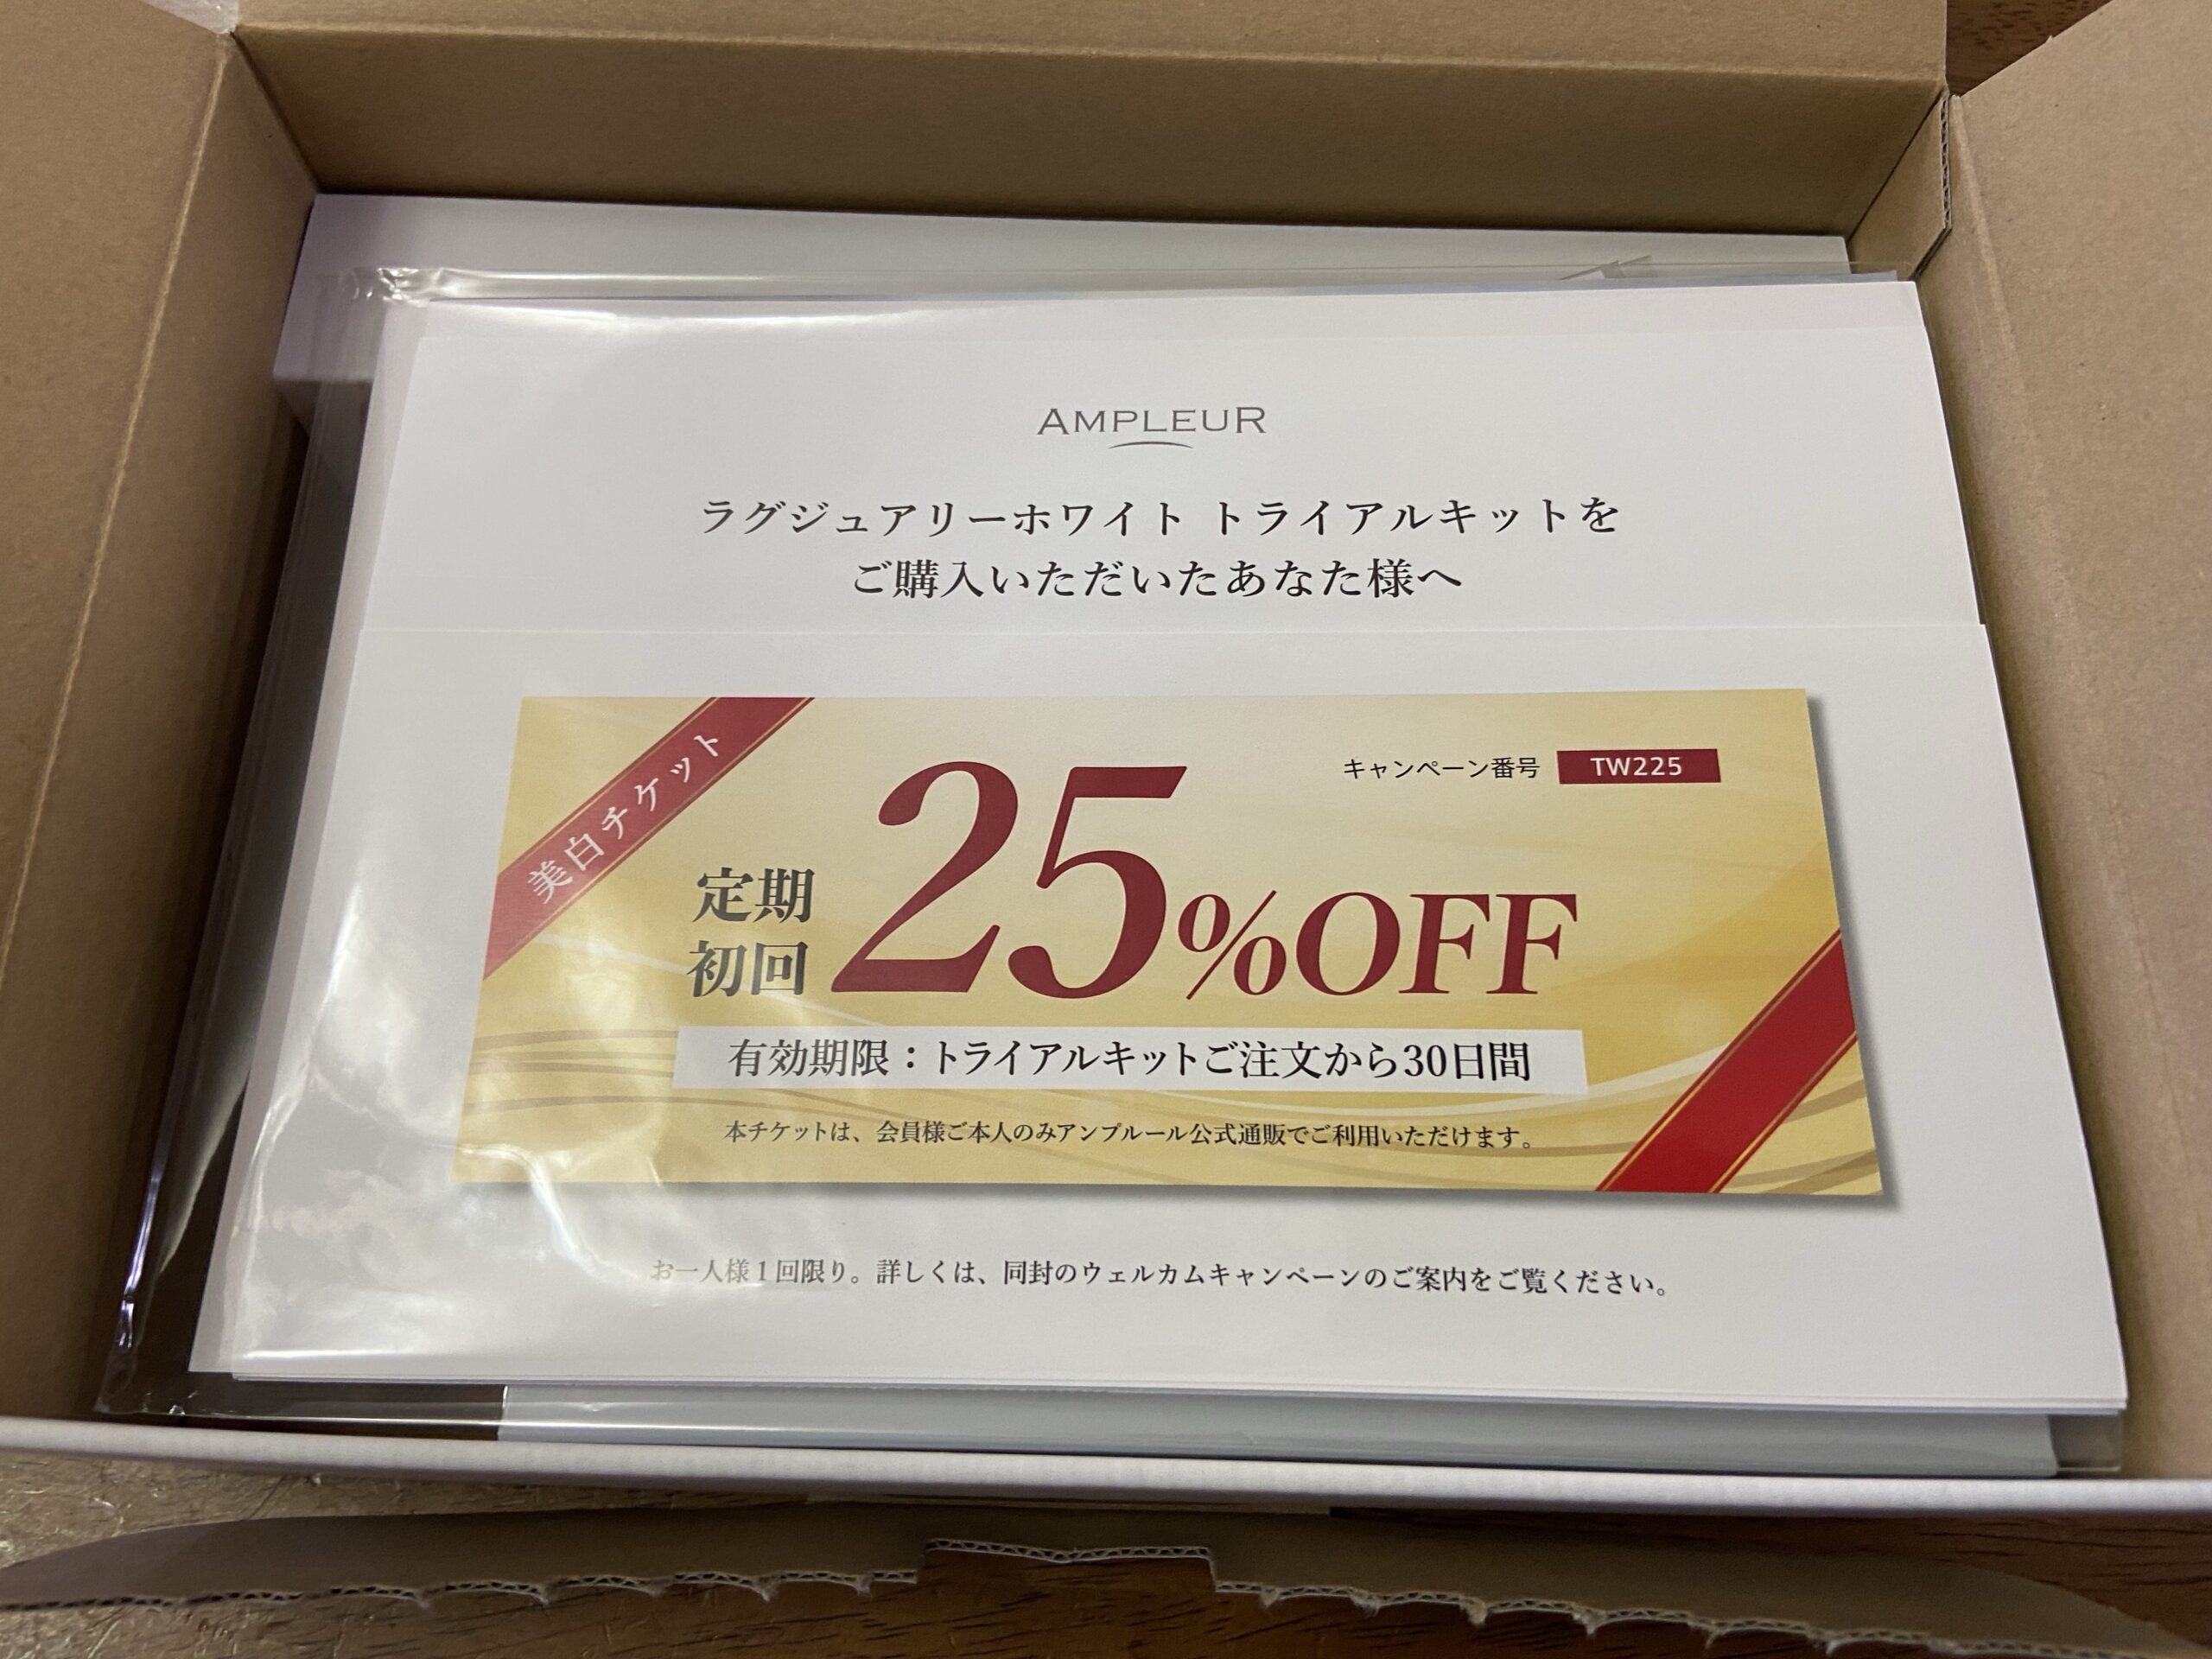 AMPLEUR
ラグジュアリーホワイト トライアルキットを
ご購入いただいたあなた様へ
美白チケット
キャンペーン番号 TW225
定期
初回
25%OFF
有効期限：トライアルキットご注文から30日間
本チケットは、会員様ご本人のみアンプルール公式通販でご利用いただけます。
お一人様1回限り。詳しくは、同封のウェルカムキャンペーンのご案内をご覧ください。